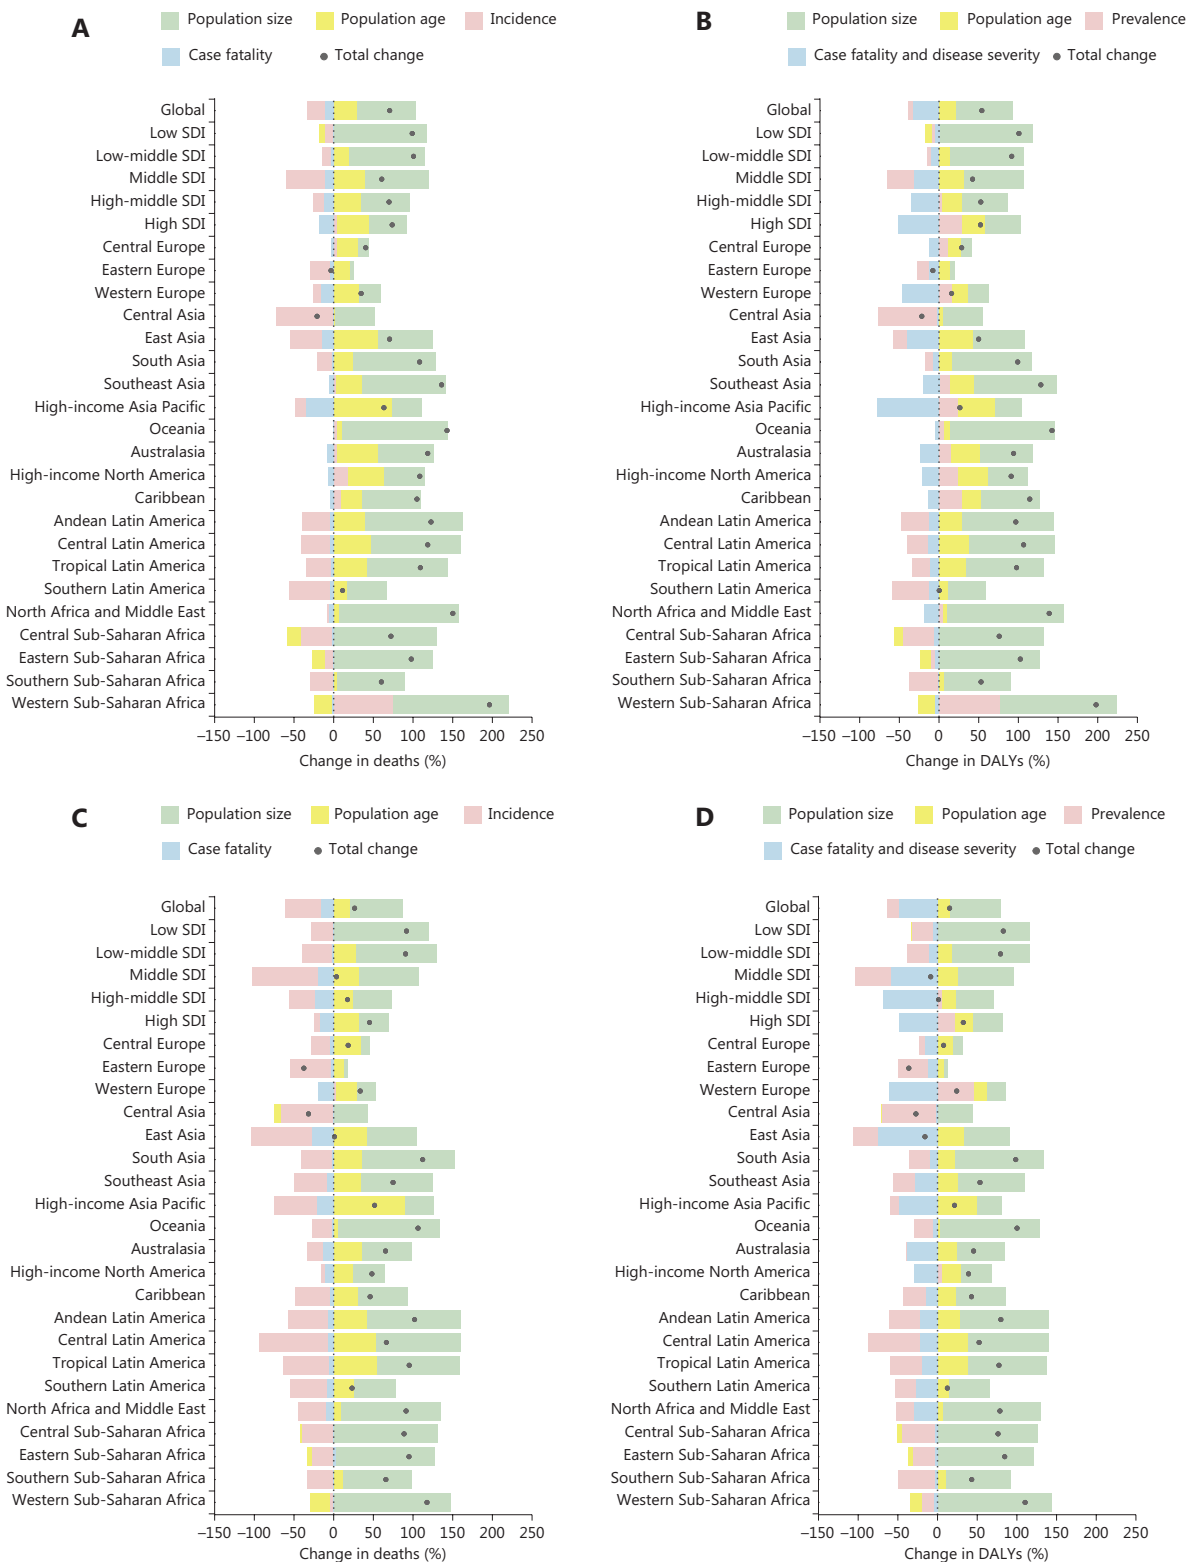 A
Population size
Population age
Incidence
Case fatality
Total change
Global
Low SDI
Low-middle SDI
Middle SDI
High-middle SDI
High SDI
Central Europe
Eastern Europe
Western Europe
Central Asia
East Asia
South Asia
Southeast Asia
High-income Asia Pacific
Oceania
Australasia
High-income North America
Caribbean
Andean Latin America
Central Latin America
Tropical Latin America
Southern Latin America
North Africa and Middle East
Central Sub-Saharan Africa
Eastern Sub-Saharan Africa
Southern Sub-Saharan Africa
Western Sub-Saharan Africa
−150 −100 −50 0 50 100 150 200 250
Change in deaths (%)
B
Population size
Population age
Prevalence
Case fatality and disease severity
Total change
Global
Low SDI
Low-middle SDI
Middle SDI
High-middle SDI
High SDI
Central Europe
Eastern Europe
Western Europe
Central Asia
East Asia
South Asia
Southeast Asia
High-income Asia Pacific
Oceania
Australasia
High-income North America
Caribbean
Andean Latin America
Central Latin America
Tropical Latin America
Southern Latin America
North Africa and Middle East
Central Sub-Saharan Africa
Eastern Sub-Saharan Africa
Southern Sub-Saharan Africa
Western Sub-Saharan Africa
−150 −100 −50 0 50 100 150 200 250
Change in DALYs (%)
C
Population size
Population age
Incidence
Case fatality
Total change
Global
Low SDI
Low-middle SDI
Middle SDI
High-middle SDI
High SDI
Central Europe
Eastern Europe
Western Europe
Central Asia
East Asia
South Asia
Southeast Asia
High-income Asia Pacific
Oceania
Australasia
High-income North America
Caribbean
Andean Latin America
Central Latin America
Tropical Latin America
Southern Latin America
North Africa and Middle East
Central Sub-Saharan Africa
Eastern Sub-Saharan Africa
Southern Sub-Saharan Africa
Western Sub-Saharan Africa
−150 −100 −50 0 50 100 150 200 250
Change in deaths (%)
D
Population size
Population age
Prevalence
Case fatality and disease severity
Total change
Global
Low SDI
Low-middle SDI
Middle SDI
High-middle SDI
High SDI
Central Europe
Eastern Europe
Western Europe
Central Asia
East Asia
South Asia
Southeast Asia
High-income Asia Pacific
Oceania
Australasia
High-income North America
Caribbean
Andean Latin America
Central Latin America
Tropical Latin America
Southern Latin America
North Africa and Middle East
Central Sub-Saharan Africa
Eastern Sub-Saharan Africa
Southern Sub-Saharan Africa
Western Sub-Saharan Africa
−150 −100 −50 0 50 100 150 200 250
Change in DALYs (%)